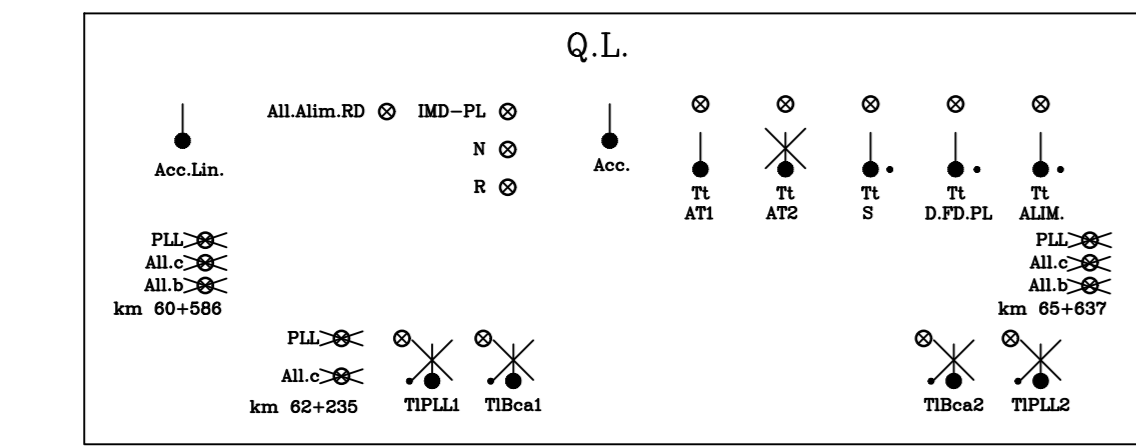 Q.L.
All.Alim.RD
IMD-PL
N
R
Acc.Lin.
Acc.
Tt
AT1
Tt
AT2
Tt
S
Tt
D.FD.PL
Tt
ALIM.
PLL
All.c
All.b
km 60+586
PLL
All.c
All.b
km 65+637
PLL
All.c
km 62+235
TlPLL1
TlBca1
TlBca2
TlPLL2